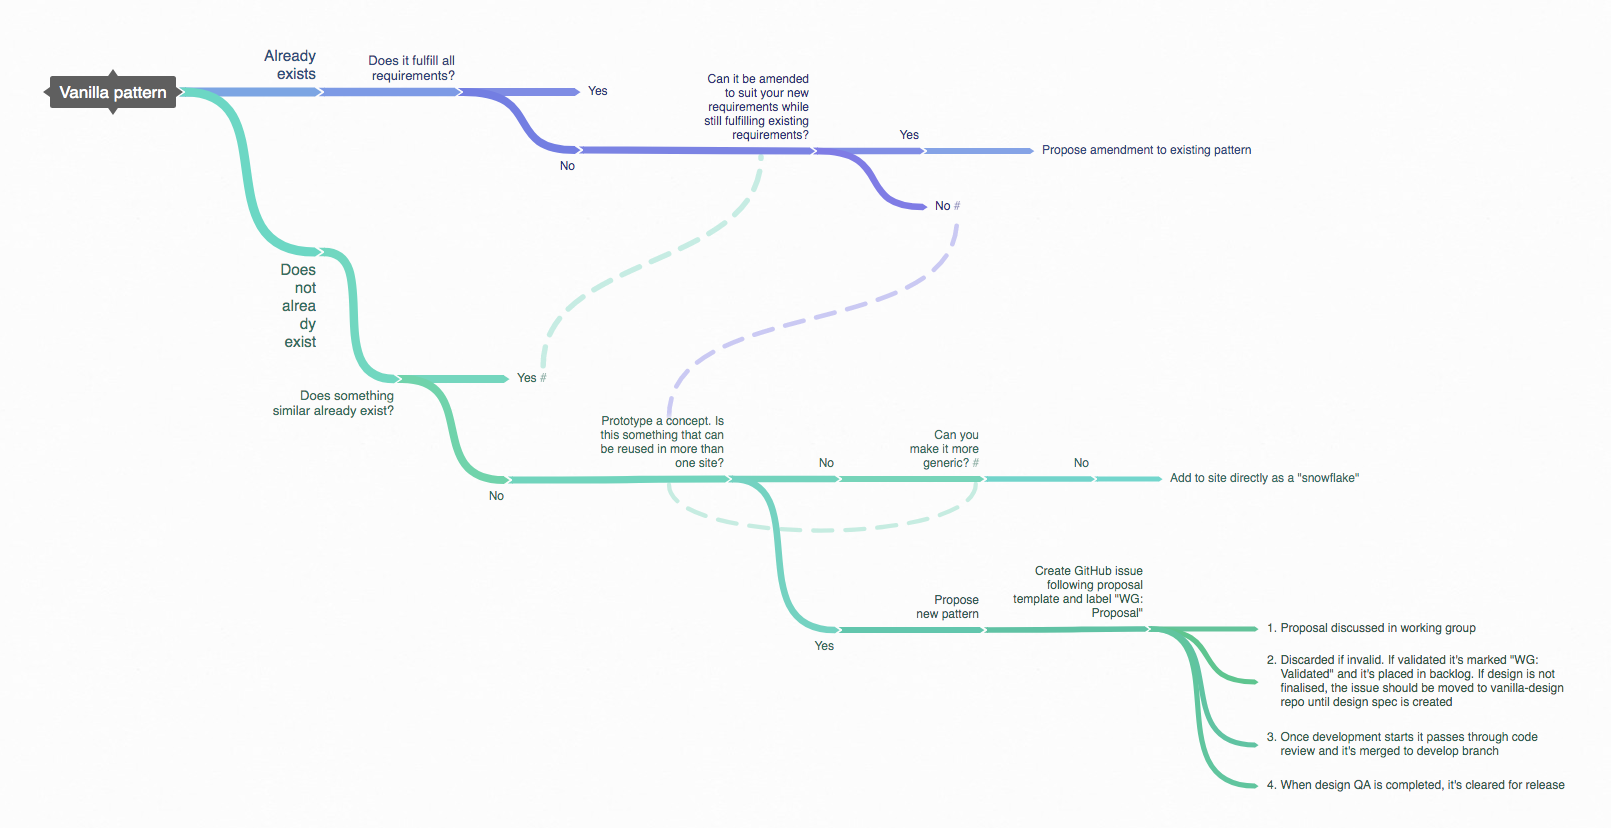 Vanilla pattern
Already
exists
Does it fulfill all
requirements?
Yes
No
Can it be amended
to suit your new
requirements while
still fulfilling existing
requirements?
Yes
Propose amendment to existing pattern
No #
Does
not
alrea
dy
exist
Does something
similar already exist?
Yes #
No
Prototype a concept. Is
this something that can
be reused in more than
one site?
No
Can you
make it more
generic? #
No
Add to site directly as a "snowflake"
Yes
Propose
new pattern
Create GitHub issue
following proposal
template and label "WG:
Proposal"
1. Proposal discussed in working group
2. Discarded if invalid. If validated it's marked "WG:
Validated" and it's placed in backlog. If design is not
finalised, the issue should be moved to vanilla-design
repo until design spec is created
3. Once development starts it passes through code
review and it's merged to develop branch
4. When design QA is completed, it's cleared for release